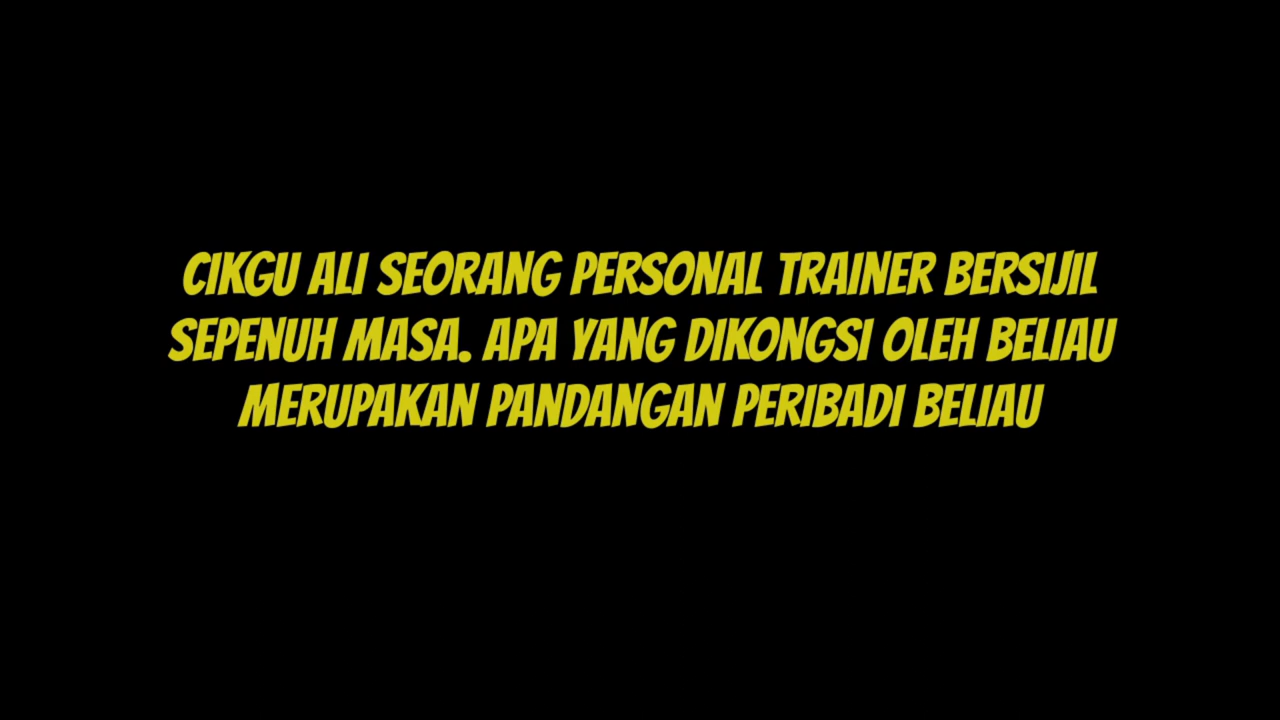 CIKGU ALI SEORANG PERSONAL TRAINER BERSIJIL
SEPENUH MASA. APA YANG DIKONGSI OLEH BELIAU
MERUPAKAN PANDANGAN PERIBADI BELIAU